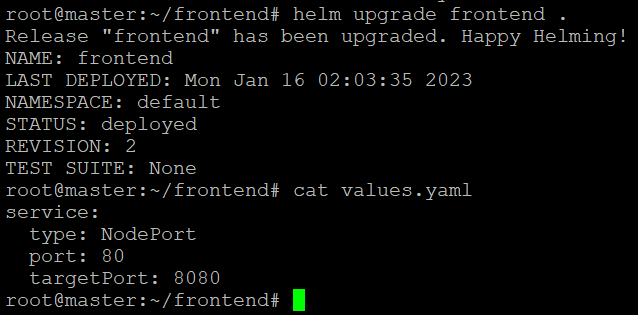 root@master:~/frontend# helm upgrade frontend .
Release "frontend" has been upgraded. Happy Helming!
NAME: frontend
LAST DEPLOYED: Mon Jan 16 02:03:35 2023
NAMESPACE: default
STATUS: deployed
REVISION: 2
TEST SUITE: None
root@master:~/frontend# cat values.yaml
service:
  type: NodePort
  port: 80
  targetPort: 8080
root@master:~/frontend#